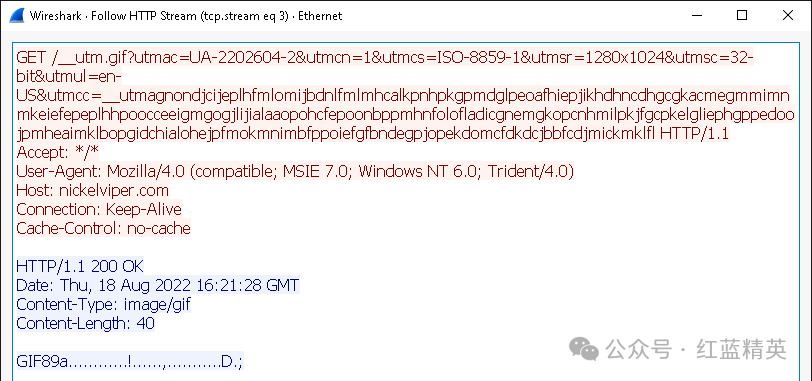 Wireshark · Follow HTTP Stream (tcp.stream eq 3) · Ethernet
GET /__utm.gif?utmac=UA-2202604-2&utmcn=1&utmcs=ISO-8859-1&utmsr=1280x1024&utmsc=32-
bit&utmul=en-
US&utmcc=__utmagnondjcijeplhfmlomijbdnlfmlmhcalkpnhpkgpmdglpeoafhiepjikhdhncdhgcgkacmegmmimn
mkeiefepeplhhpoocceeigmgogjlijialaaopohcfepoonbppmhnfolofladicgnemgkopcnhmilpkjfgcpkelgliephgppedoo
jpmheaimklbopgidchialohejpfmokmnimbfppoiefgfbndegpjopekdomcfdkdcjbbfcdjmickmklfl HTTP/1.1
Accept: */*
User-Agent: Mozilla/4.0 (compatible; MSIE 7.0; Windows NT 6.0; Trident/4.0)
Host: nickelviper.com
Connection: Keep-Alive
Cache-Control: no-cache
HTTP/1.1 200 OK
Date: Thu, 18 Aug 2022 16:21:28 GMT
Content-Type: image/gif
Content-Length: 40
GIF89a............!......,...........D.;
公众号 · 红蓝精英